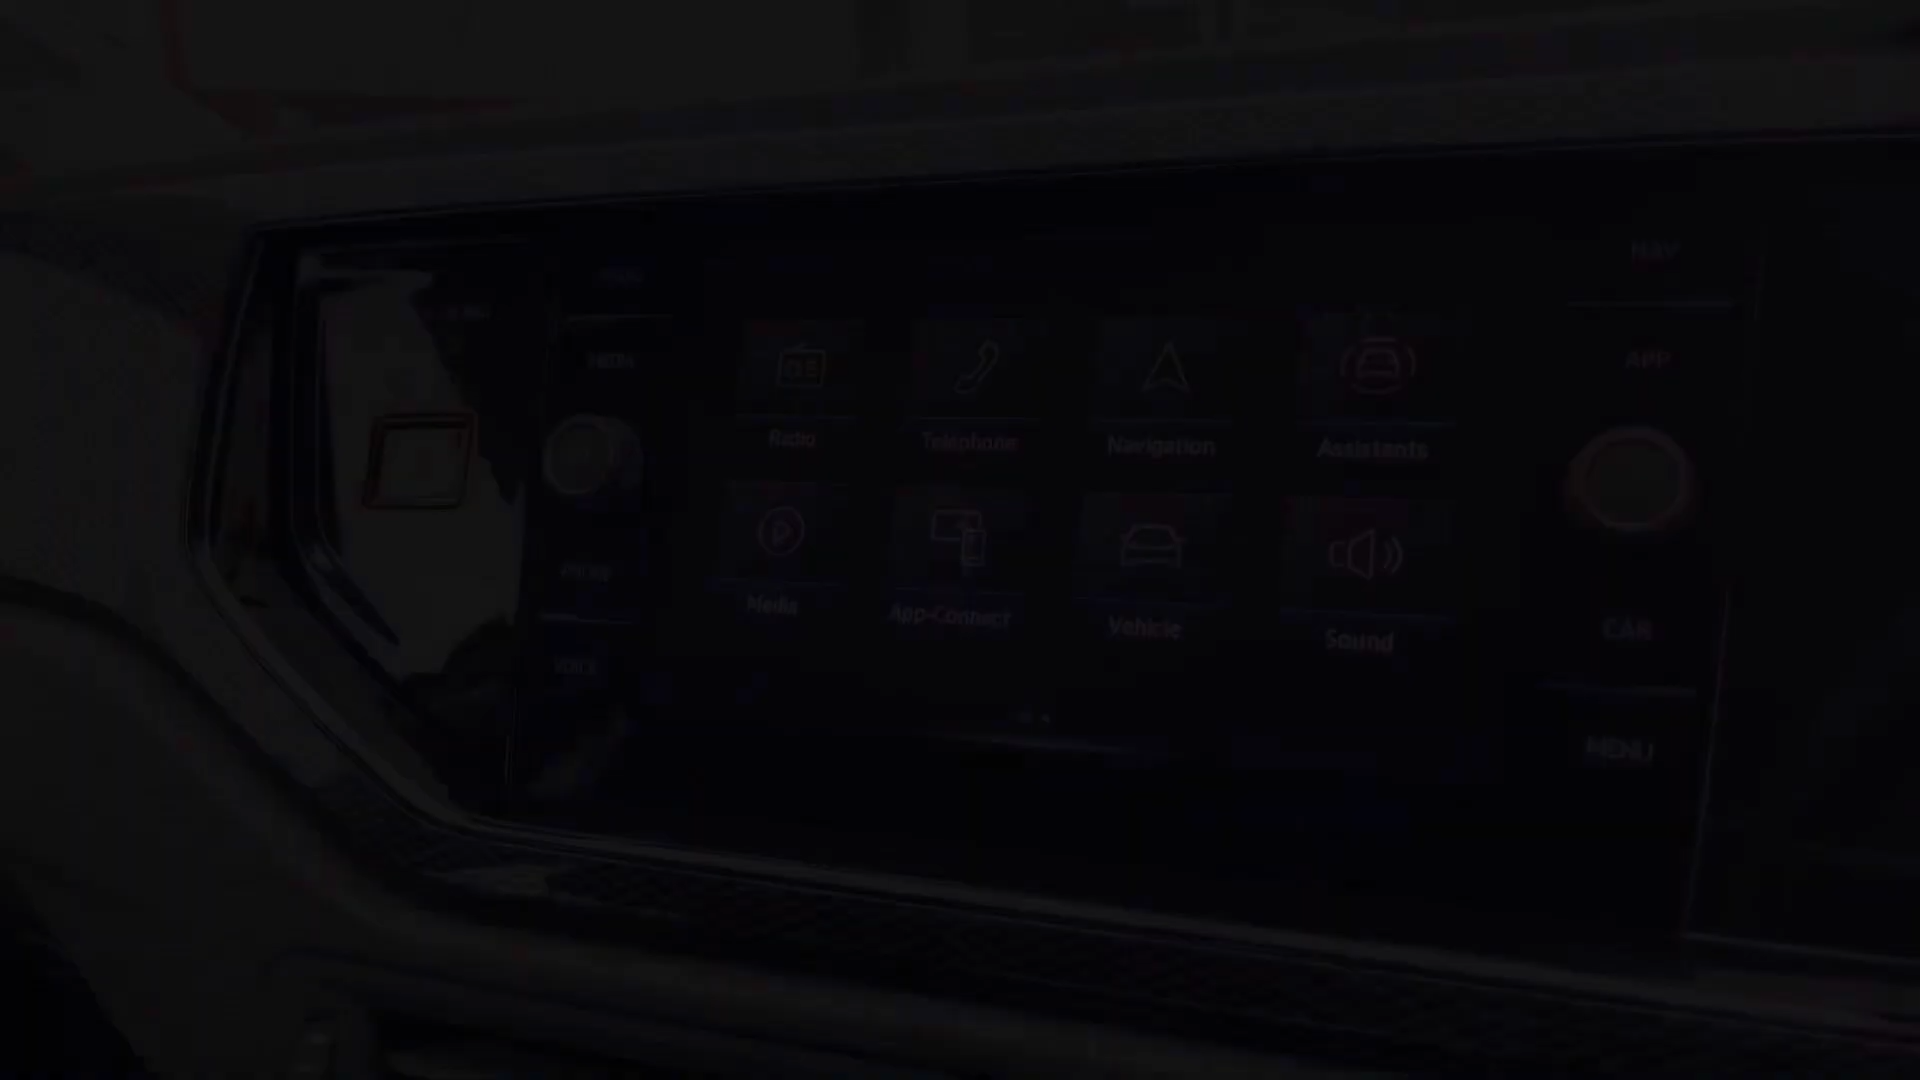 NAV
MEDIA
APP
Radio
Telephone
Navigation
Assistants
PHONE
Media
App-Connect
Vehicle
Sound
CAR
VOICE
MENU